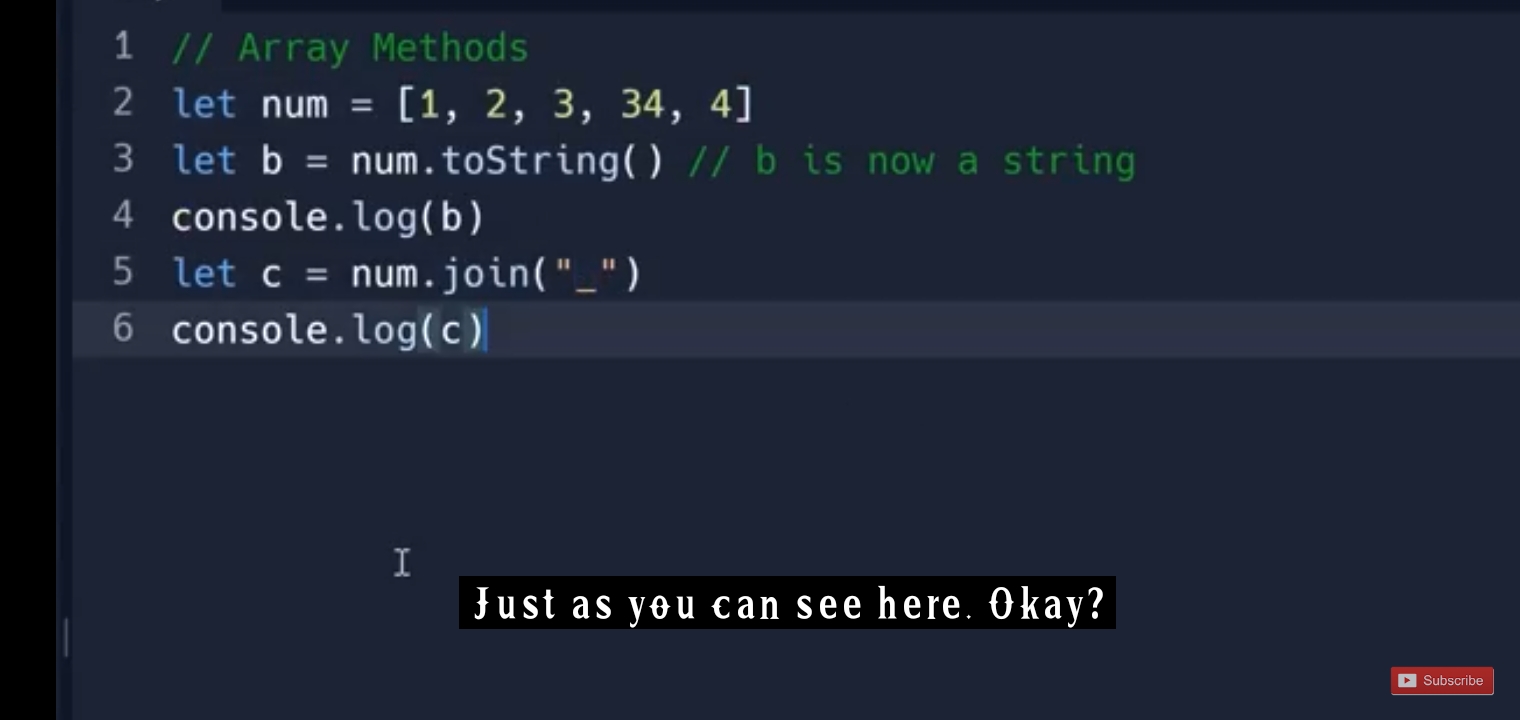 1 // Array Methods
2 let num = [1, 2, 3, 34, 4]
3 let b = num.toString() // b is now a string
4 console.log(b)
5 let c = num.join("_")
6 console.log(c)
Just as you can see here. Okay?
Subscribe